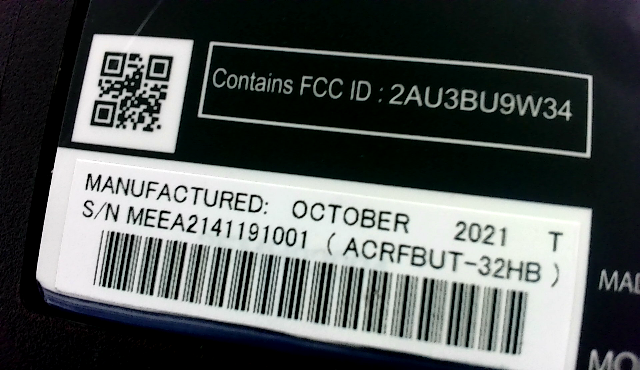 Contains FCC ID : 2AU3BU9W34
MANUFACTURED: OCTOBER 2021 T
S/N MEEA2141191001 ( ACRFBUT-32HB )